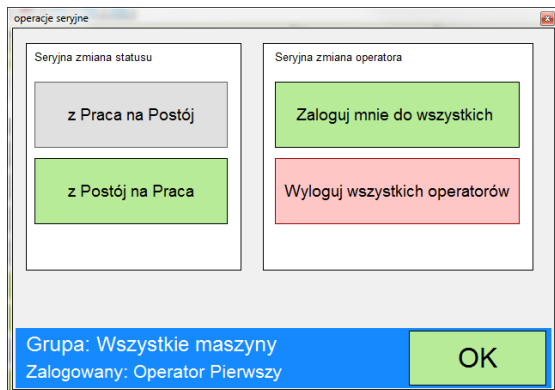 operacje seryjne
Seryjna zmiana statusu
z Praca na Postój
z Postój na Praca
Seryjna zmiana operatora
Zaloguj mnie do wszystkich
Wyloguj wszystkich operatorów
Grupa: Wszystkie maszyny
Zalogowany: Operator Pierwszy
OK